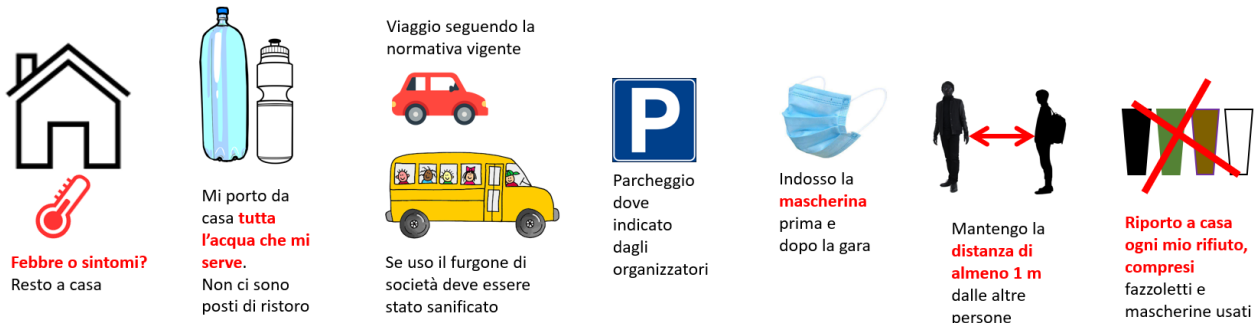 Febbre o sintomi?
Resto a casa
Mi porto da
casa tutta
l'acqua che mi
serve.
Non ci sono
posti di ristoro
Viaggio seguendo la
normativa vigente
Se uso il furgone di
società deve essere
stato sanificato
P
Parcheggio
dove
indicato
dagli
organizzatori
Indosso la
mascherina
prima e
dopo la gara
Mantengo la
distanza di
almeno 1 m
dalle altre
persone
Riporto a casa
ogni mio rifiuto,
compresi
fazzoletti e
mascherine usati